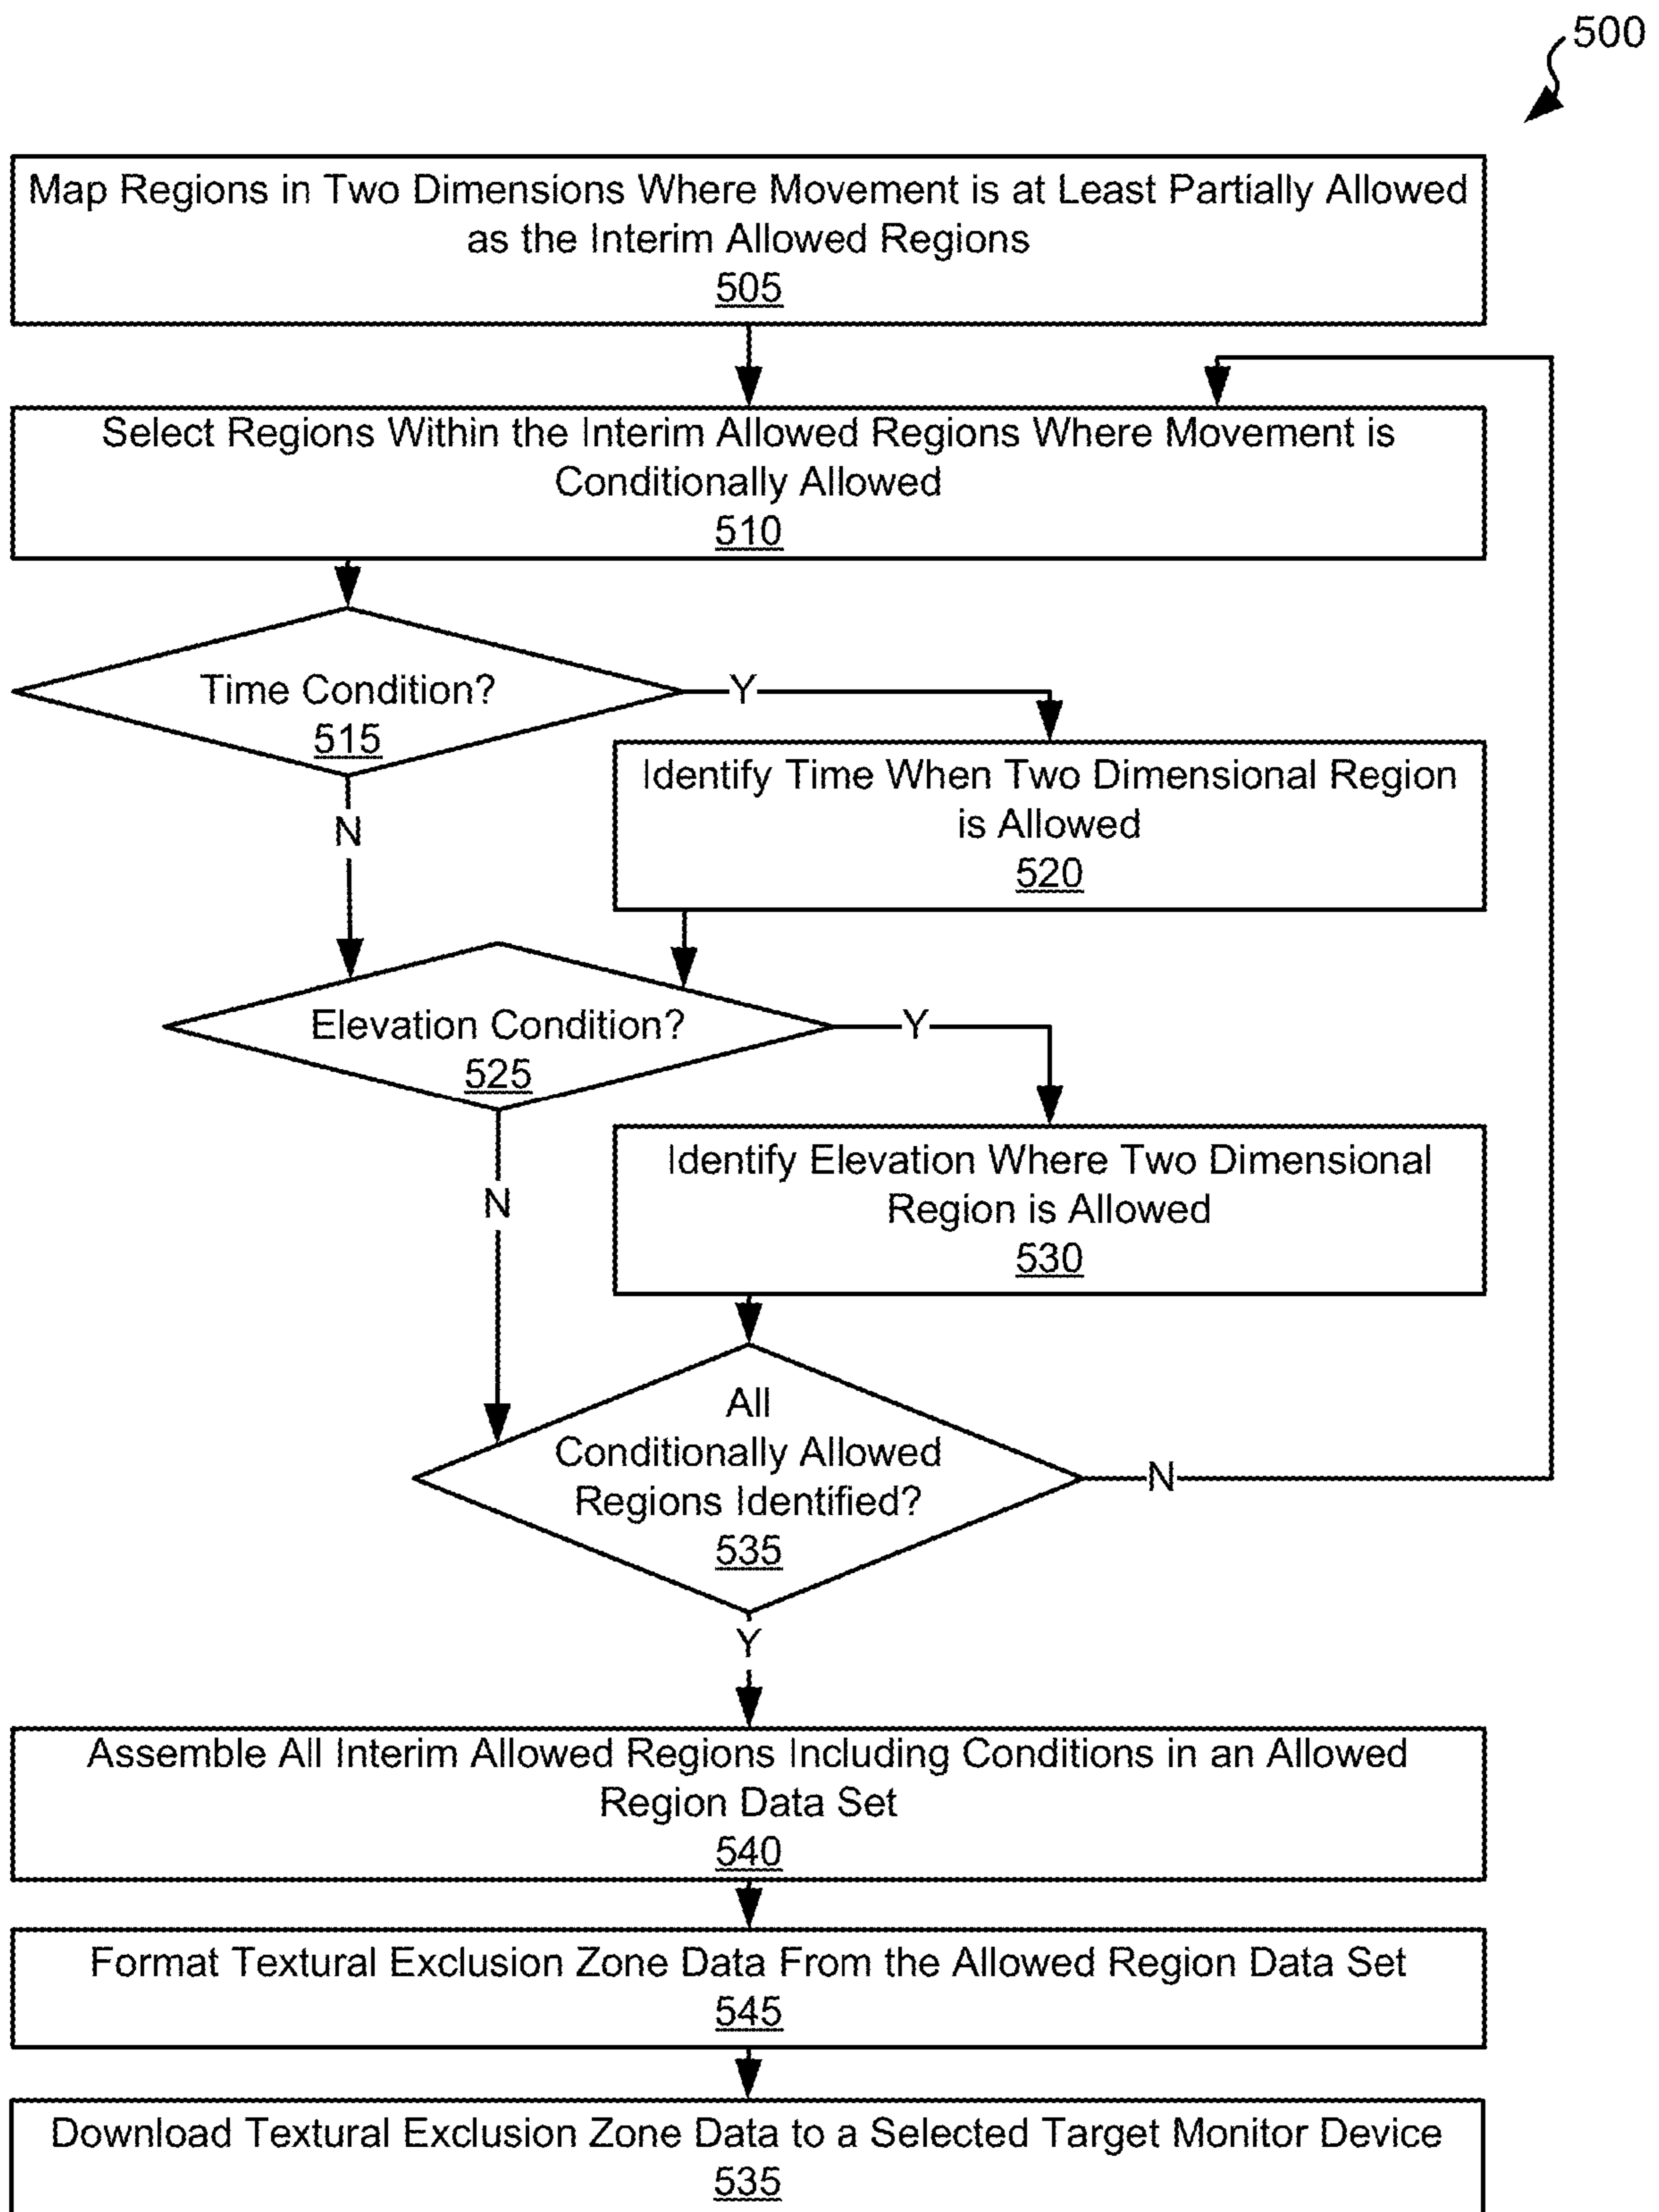 500
Map Regions in Two Dimensions Where Movement is at Least Partially Allowed
as the Interim Allowed Regions
505
Select Regions Within the Interim Allowed Regions Where Movement is
Conditionally Allowed
510
Time Condition?
515
Y
N
Identify Time When Two Dimensional Region
is Allowed
520
Elevation Condition?
525
Y
N
Identify Elevation Where Two Dimensional
Region is Allowed
530
All
Conditionally Allowed
Regions Identified?
535
N
Y
Assemble All Interim Allowed Regions Including Conditions in an Allowed
Region Data Set
540
Format Textural Exclusion Zone Data From the Allowed Region Data Set
545
Download Textural Exclusion Zone Data to a Selected Target Monitor Device
535